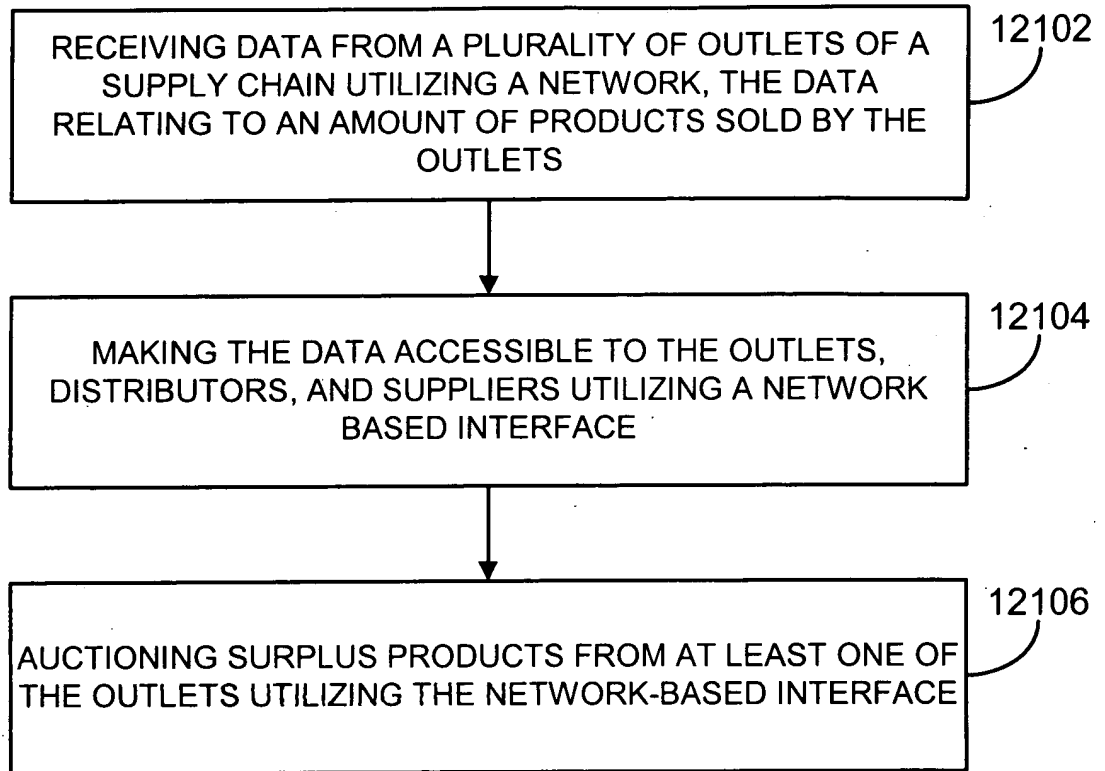 RECEIVING DATA FROM A PLURALITY OF OUTLETS OF A
SUPPLY CHAIN UTILIZING A NETWORK, THE DATA
RELATING TO AN AMOUNT OF PRODUCTS SOLD BY THE
OUTLETS
12102
MAKING THE DATA ACCESSIBLE TO THE OUTLETS,
DISTRIBUTORS, AND SUPPLIERS UTILIZING A NETWORK
BASED INTERFACE
12104
AUCTIONING SURPLUS PRODUCTS FROM AT LEAST ONE OF
THE OUTLETS UTILIZING THE NETWORK-BASED INTERFACE
12106